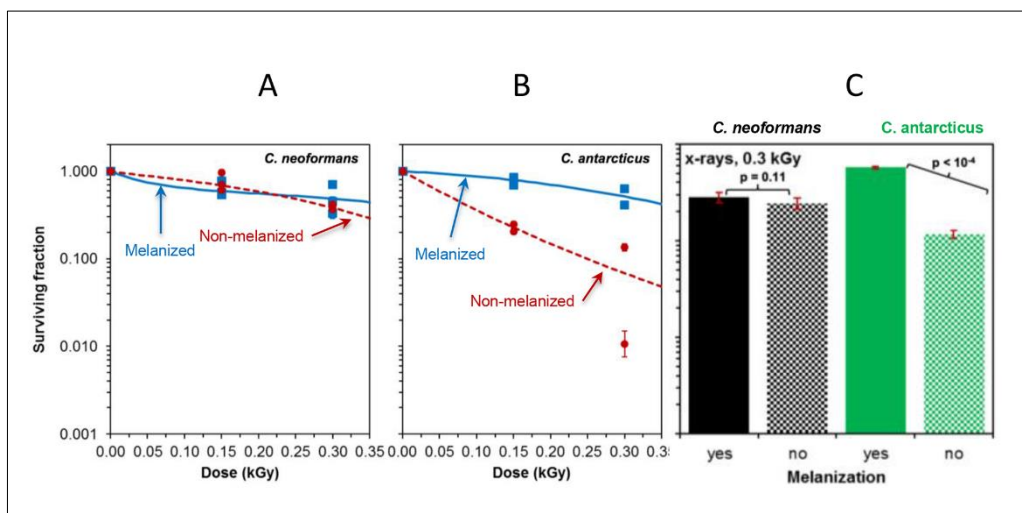 A
B
C
C. neoformans
C. antarcticus
C. neoformans
C. antarcticus
x-rays, 0.3 kGy
p = 0.11
p < 10-4
Melanized
Non-melanized
Melanized
Non-melanized
Surviving fraction
1.000
0.100
0.010
0.001
0.00 0.05 0.10 0.15 0.20 0.25 0.30 0.35
Dose (kGy)
0.00 0.05 0.10 0.15 0.20 0.25 0.30 0.35
Dose (kGy)
yes no yes no
Melanization